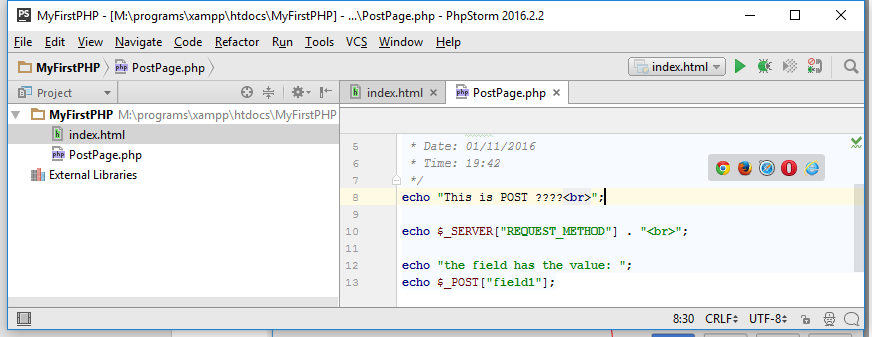 MyFirstPHP - [M:\programs\xampp\htdocs\MyFirstPHP] - ...\PostPage.php - PhpStorm 2016.2.2
File Edit View Navigate Code Refactor Run Tools VCS Window Help
MyFirstPHP PostPage.php index.html
Project index.html PostPage.php
MyFirstPHP M:\programs\xampp\htdocs\MyFirstPHP
index.html
PostPage.php
External Libraries
5 * Date: 01/11/2016
6 * Time: 19:42
7 */
8 echo "This is POST ????<br>";
9
10 echo $_SERVER["REQUEST_METHOD"] . "<br>";
11
12 echo "the field has the value: ";
13 echo $_POST["field1"];
8:30 CRLF UTF-8